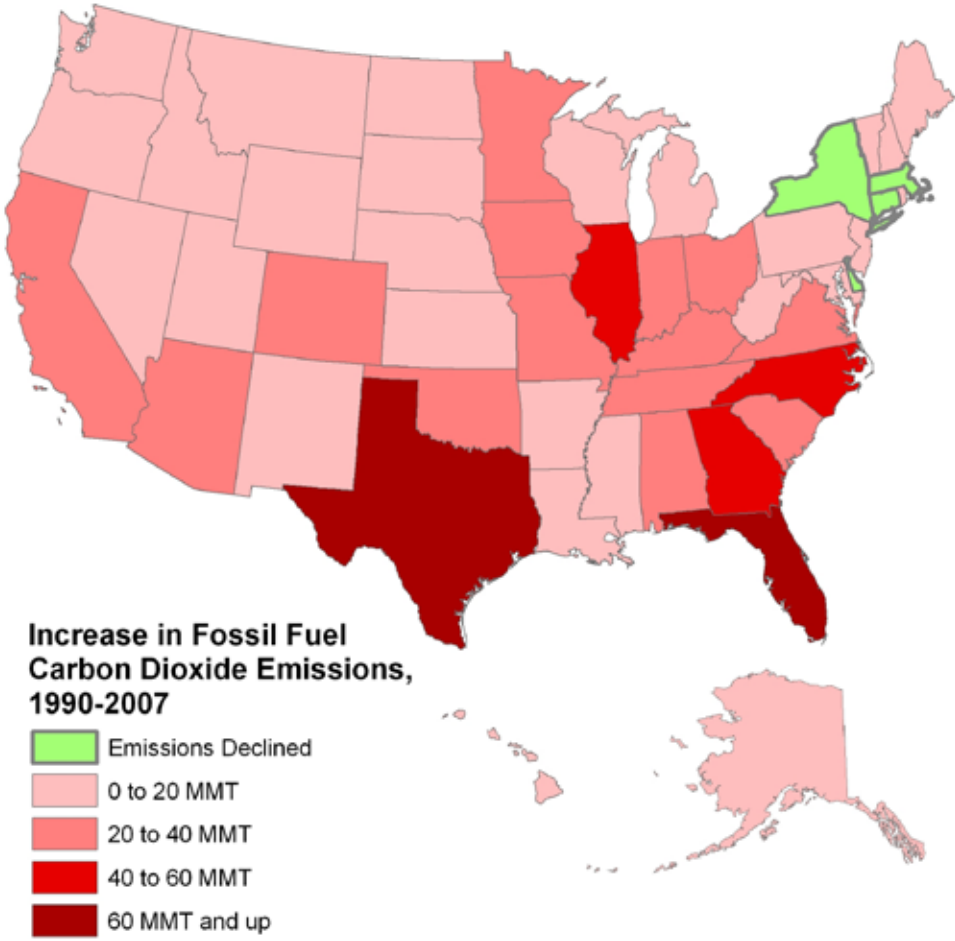 Increase in Fossil Fuel
Carbon Dioxide Emissions,
1990-2007
Emissions Declined
0 to 20 MMT
20 to 40 MMT
40 to 60 MMT
60 MMT and up